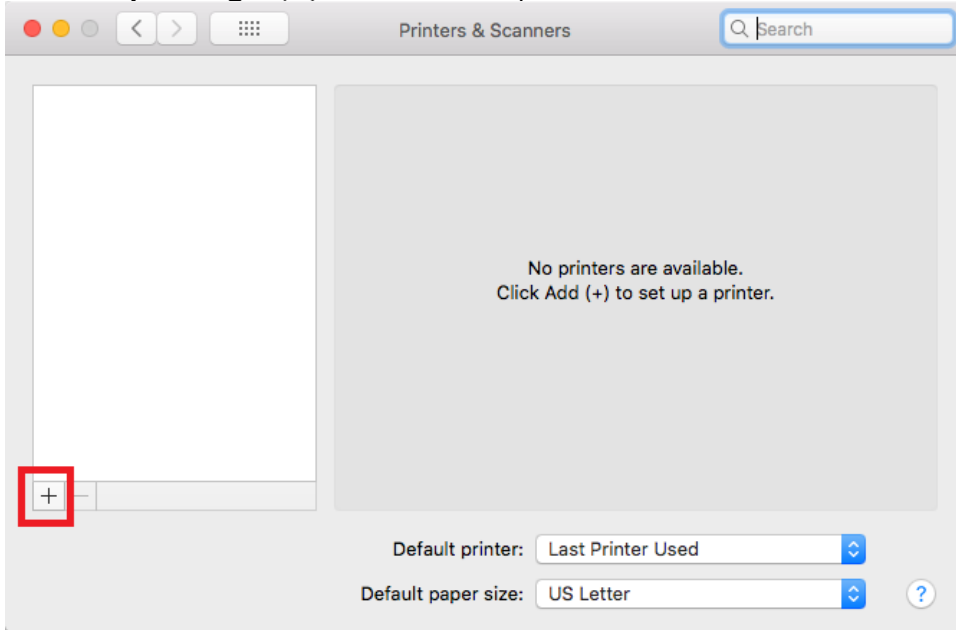 Printers & Scanners
Search
No printers are available.
Click Add (+) to set up a printer.
+ −
Default printer: Last Printer Used
Default paper size: US Letter
?